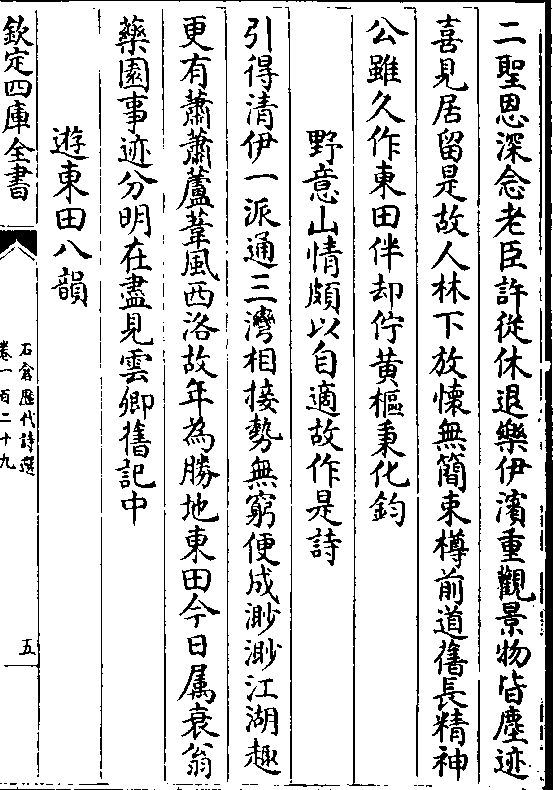 二聖恩深念老臣許從休退樂伊濱重觀景物皆塵迹
喜見居留是故人林下放懷無簡束樽前道舊長精神
公雖久作東田伴却佇黄樞秉化鈞
野意山情頗以自適故作是詩
引得清伊一派通三灣相接勢無窮便成渺渺江湖趣
更有蕭蕭蘆葦風西洛故年為勝地東田今日属衰翁
藥園事迹分明在盡見雲卿舊記中
遊東田八韻
欽定四庫全書
石倉歴代詩選
卷一百二十九
五